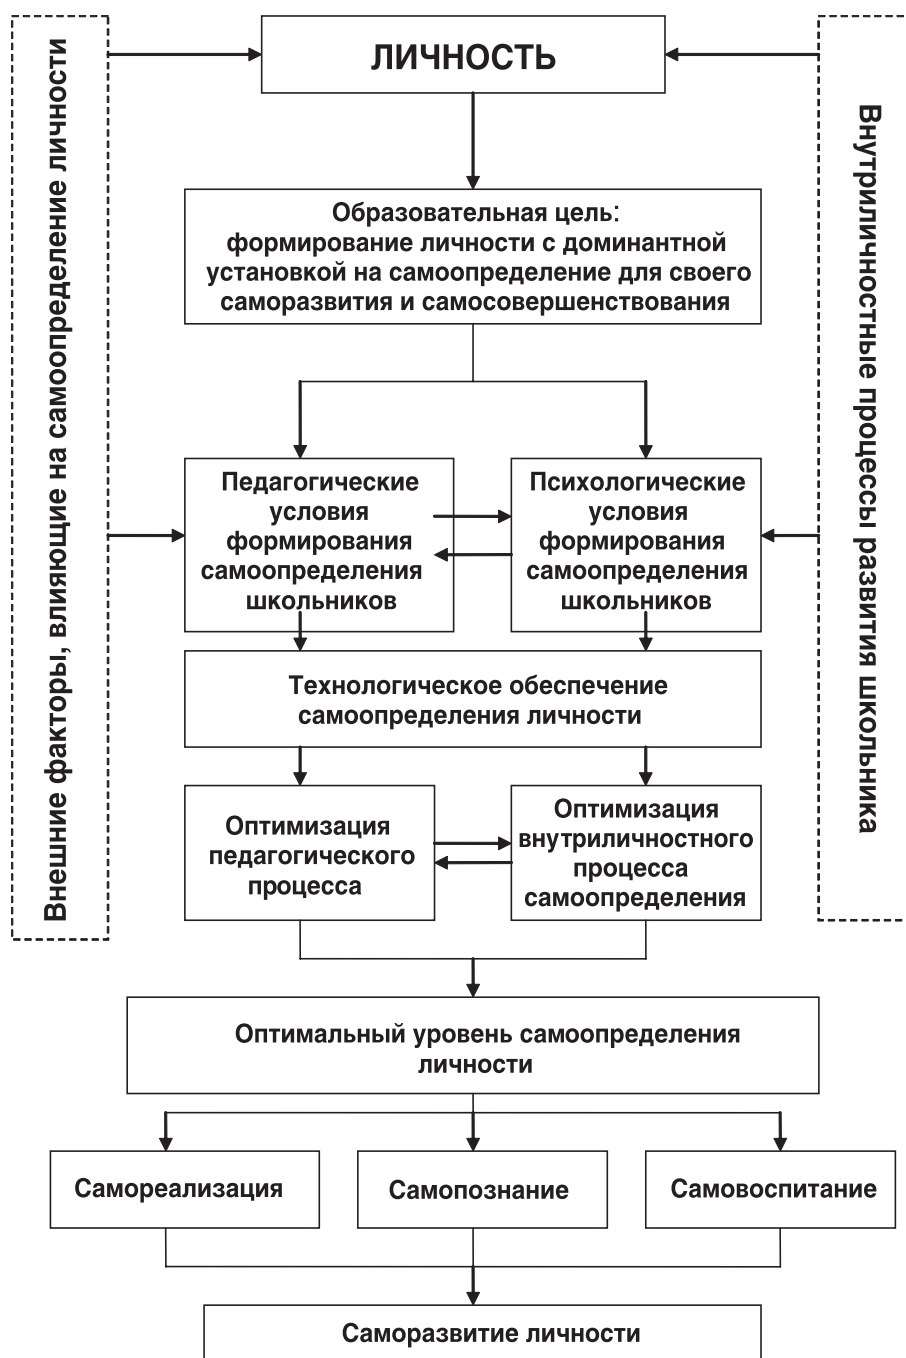 ЛИЧНОСТЬ
Внешние факторы, влияющие на самоопределение личности
Внутриличностные процессы развития школьника
Образовательная цель:
формирование личности с доминантной
установкой на самоопределение для своего
саморазвития и самосовершенствования
Педагогические
условия
формирования
самоопределения
школьников
Психологические
условия
формирования
самоопределения
школьников
Технологическое обеспечение
самоопределения личности
Оптимизация
педагогического
процесса
Оптимизация
внутриличностного
процесса
самоопределения
Оптимальный уровень самоопределения
личности
Самореализация
Самопознание
Самовоспитание
Саморазвитие личности